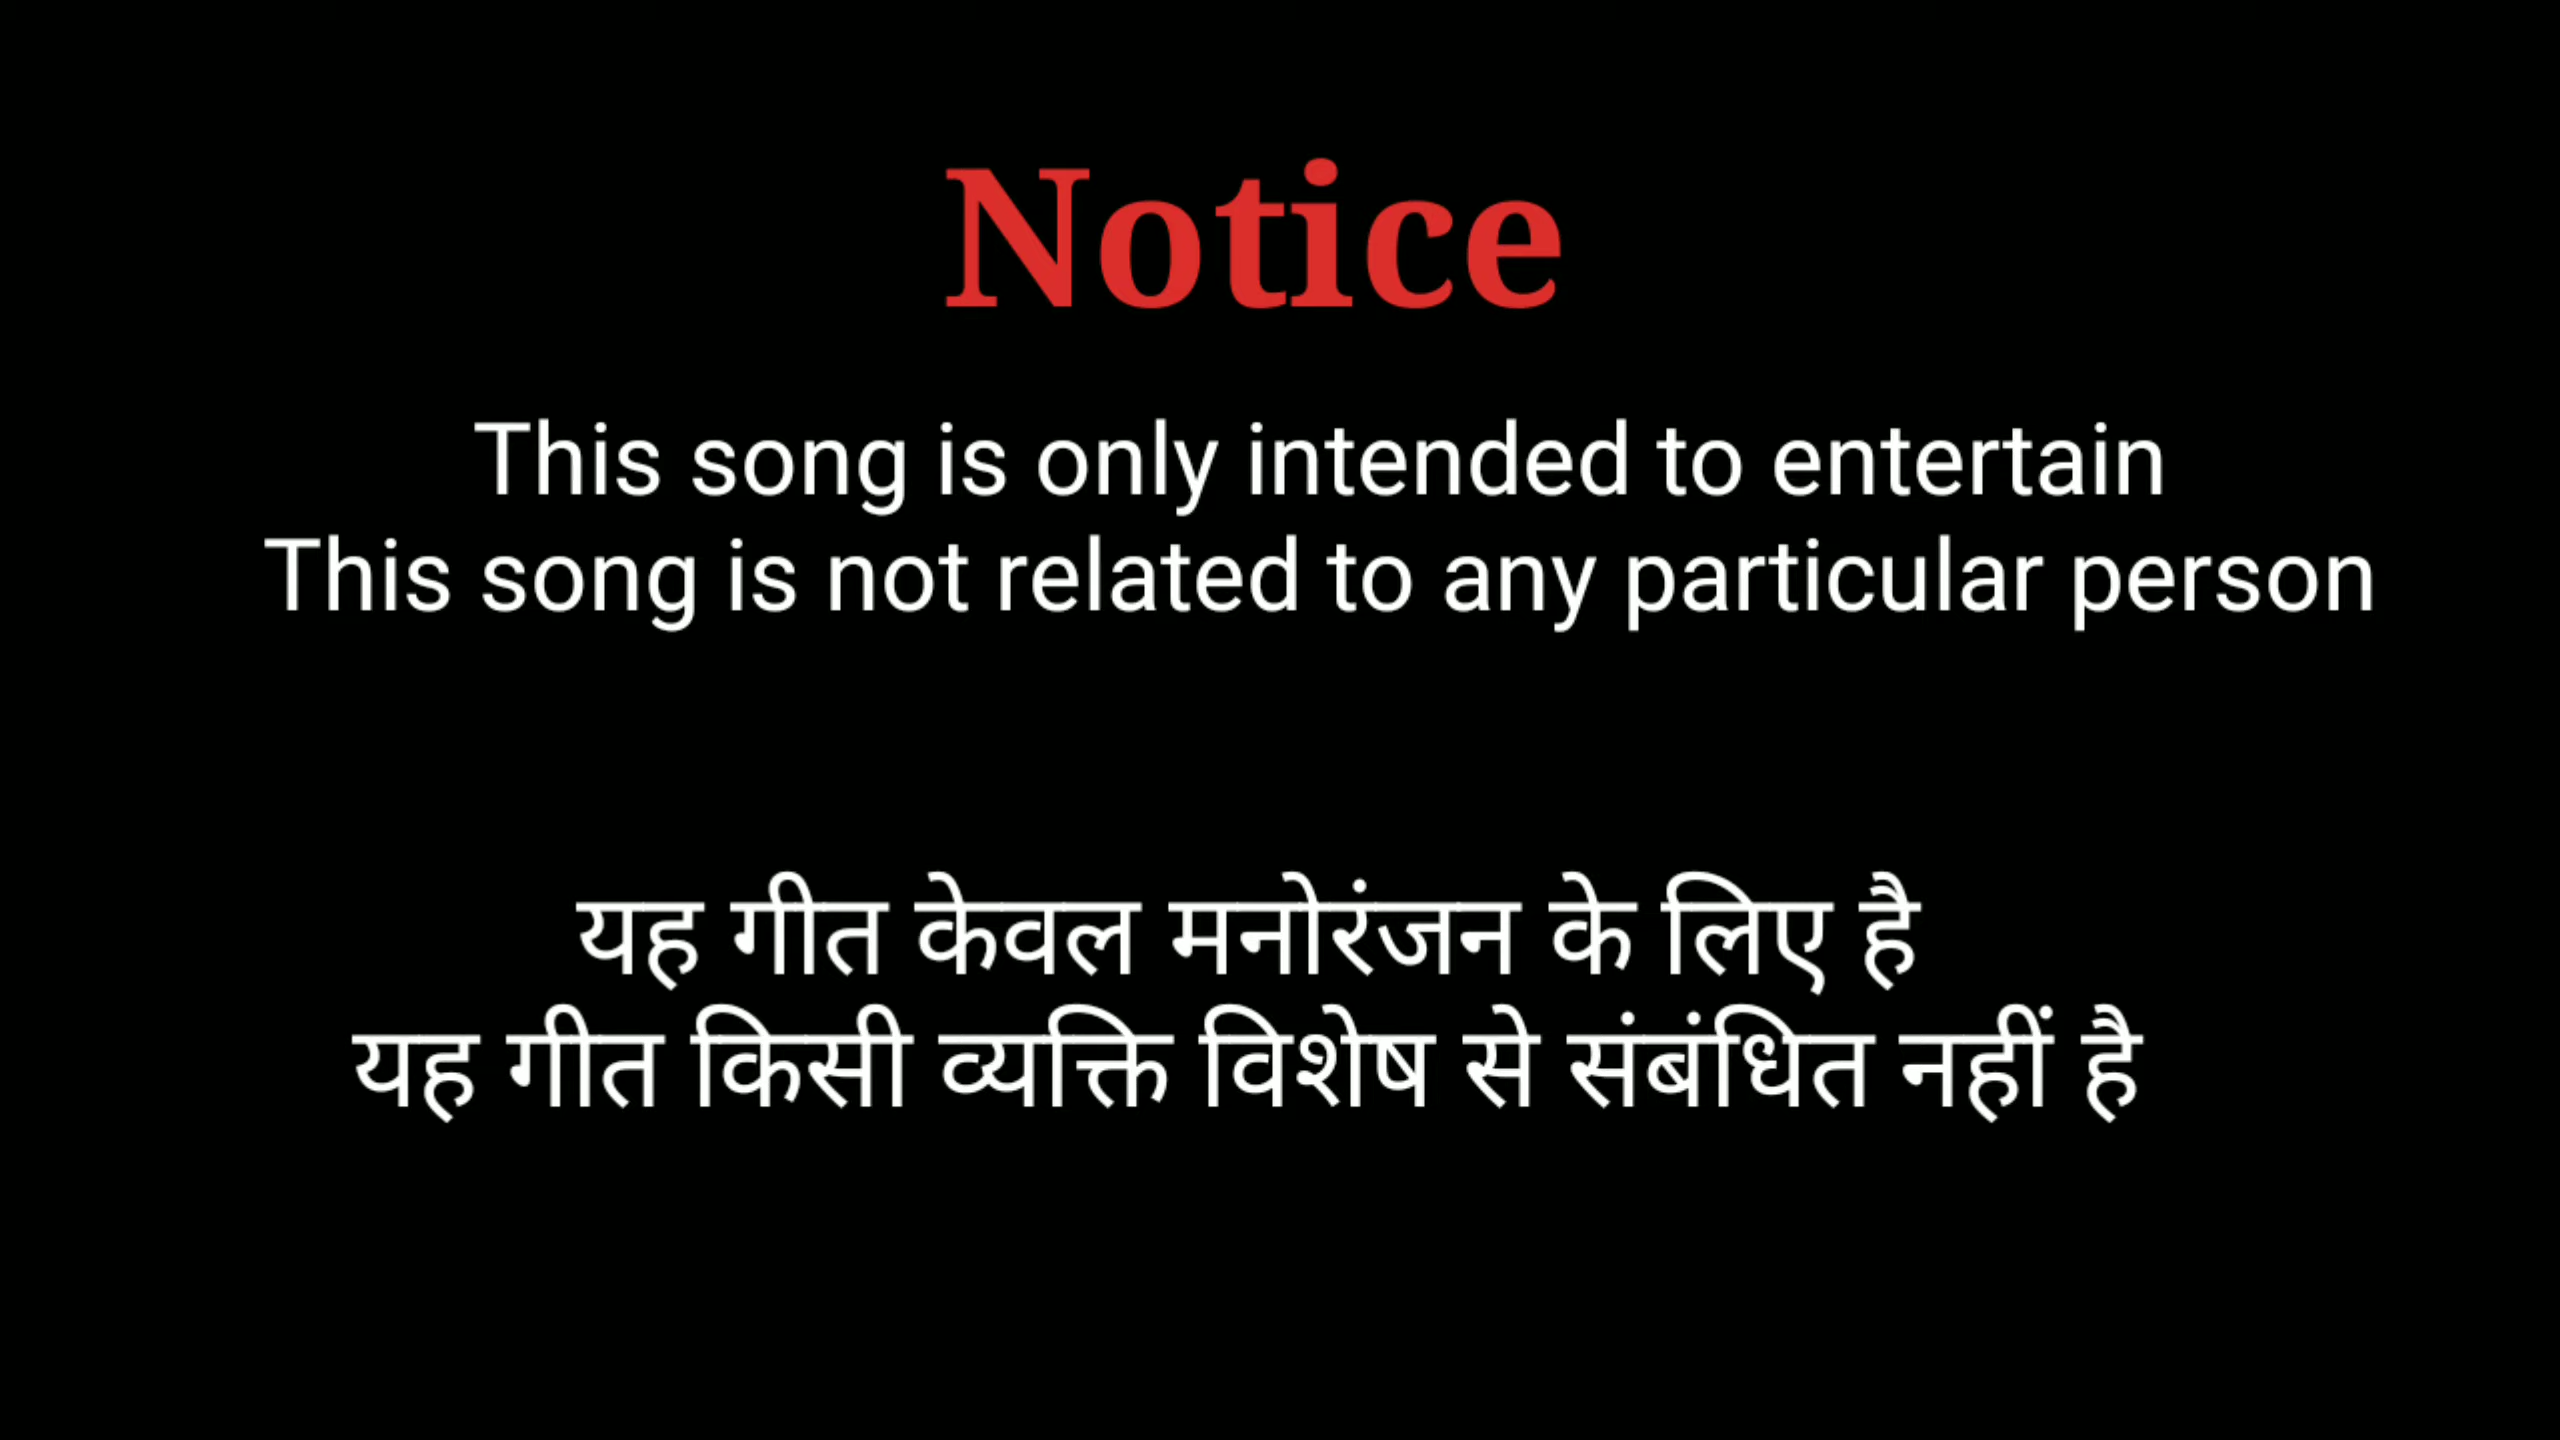 Notice
This song is only intended to entertain
This song is not related to any particular person
यह गीत केवल मनोरंजन के लिए है
यह गीत किसी व्यक्ति विशेष से संबंधित नहीं है